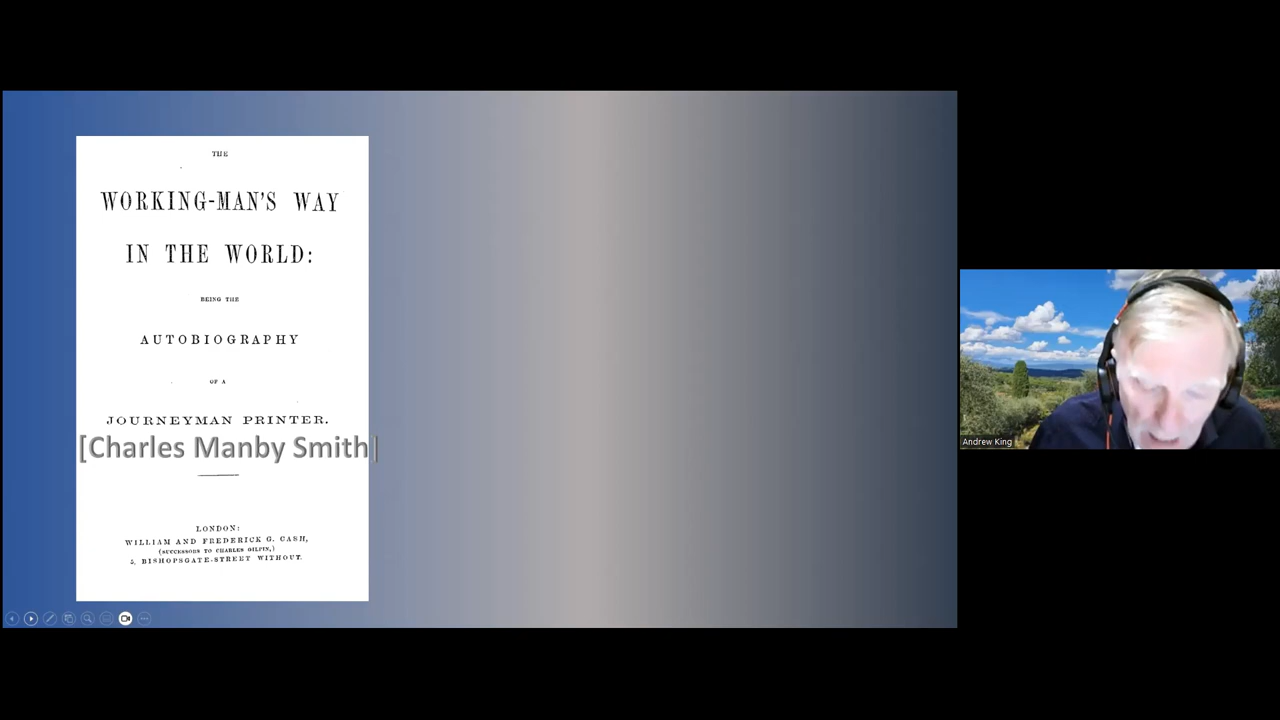 THE
WORKING-MAN'S WAY
IN THE WORLD:
BEING THE
AUTOBIOGRAPHY
OF A
JOURNEYMAN PRINTER.
[Charles Manby Smith]
LONDON:
WILLIAM AND FREDERICK G. CASH,
(SUCCESSORS TO CHARLES GILPIN,)
5, BISHOPSGATE-STREET WITHOUT.
Andrew King